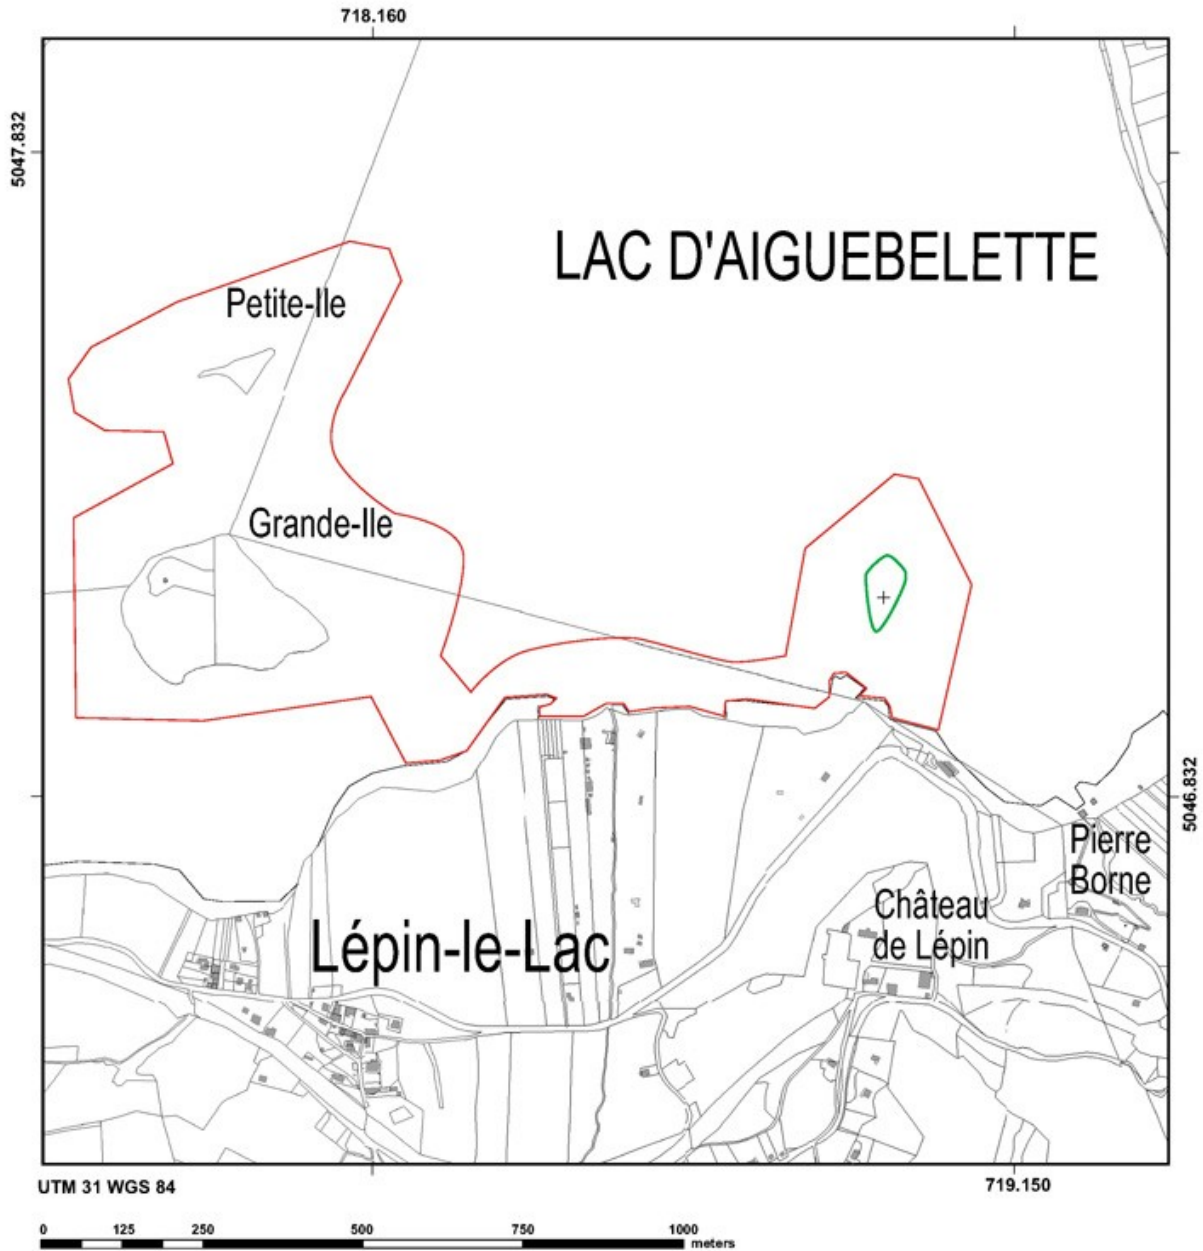 718.160
5047.832
LAC D'AIGUEBELETTE
Petite-Ile
Grande-Ile
5046.832
Pierre
Borne
Château
de Lépin
Lépin-le-Lac
UTM 31 WGS 84
719.150
0 125 250 500 750 1000
meters